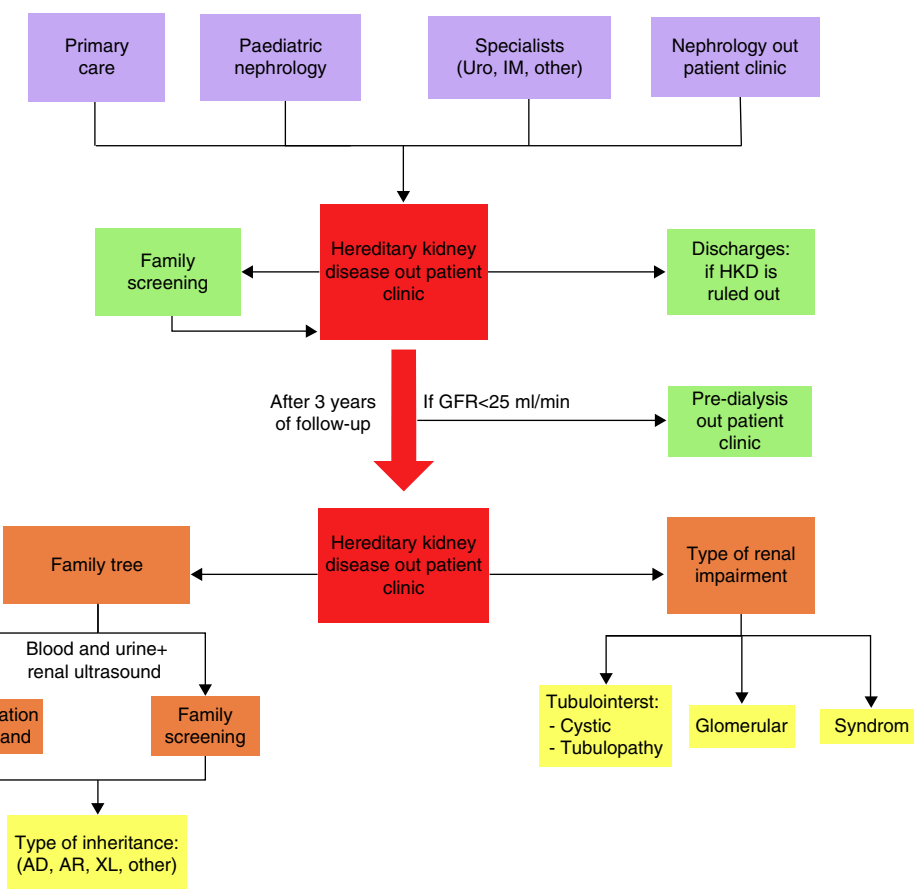 Primary
care
Paediatric
nephrology
Specialists
(Uro, IM, other)
Nephrology out
patient clinic
Family
screening
Hereditary kidney
disease out patient
clinic
Discharges:
if HKD is
ruled out
After 3 years
of follow-up
If GFR<25 ml/min
Pre-dialysis
out patient
clinic
Family tree
Hereditary kidney
disease out patient
clinic
Type of renal
impairment
Blood and urine+
renal ultrasound
ation
and
Family
screening
Tubulointerst:
- Cystic
- Tubulopathy
Glomerular
Syndrom
Type of inheritance:
(AD, AR, XL, other)